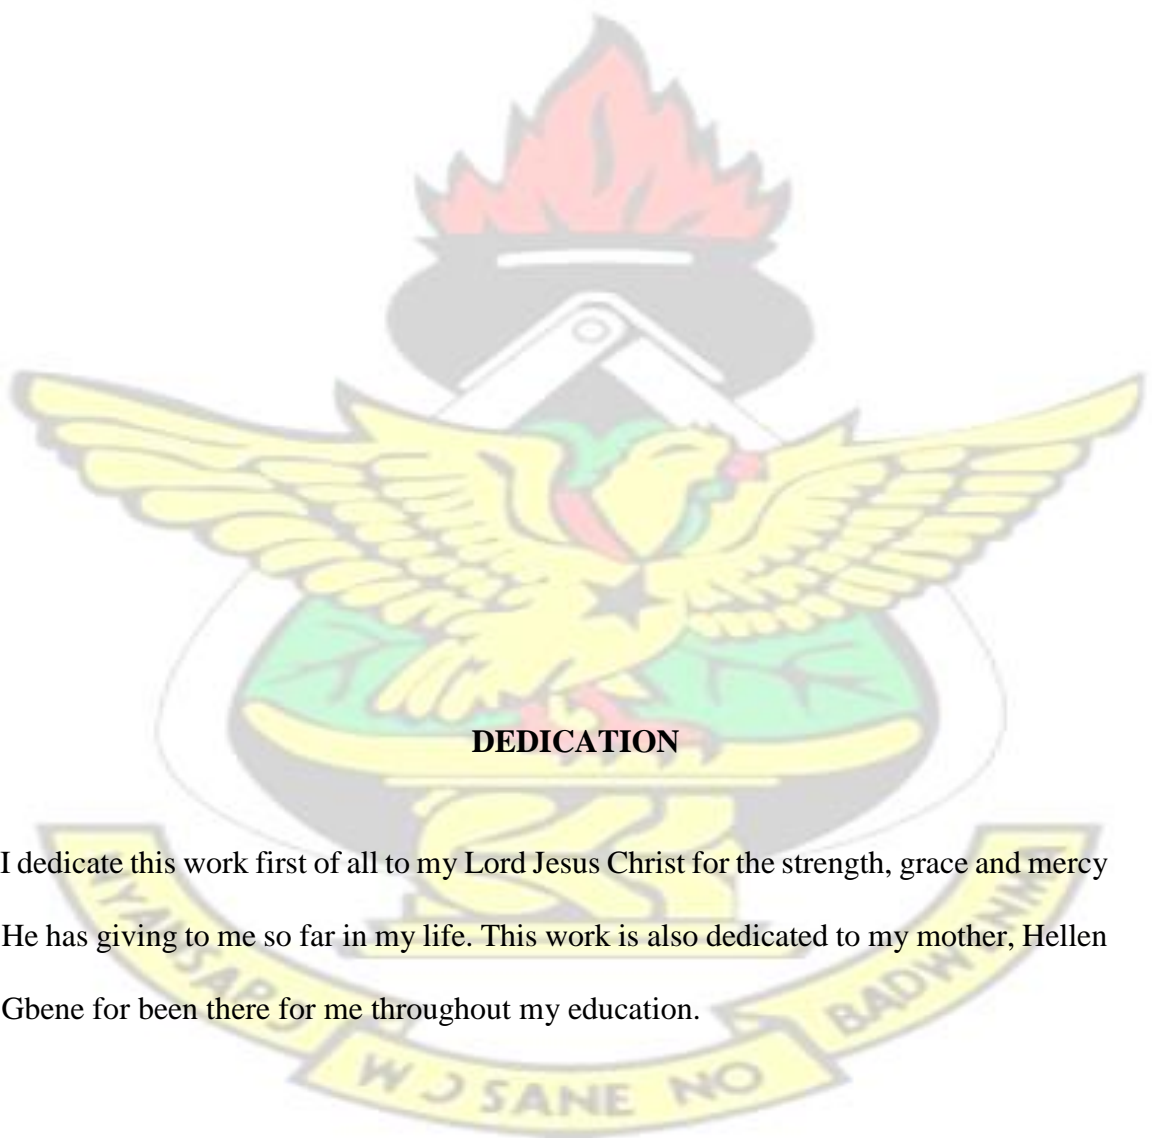 DEDICATION
I dedicate this work first of all to my Lord Jesus Christ for the strength, grace and mercy
He has giving to me so far in my life. This work is also dedicated to my mother, Hellen
Gbene for been there for me throughout my education.
W Ɔ SANE NO
BADWENMA